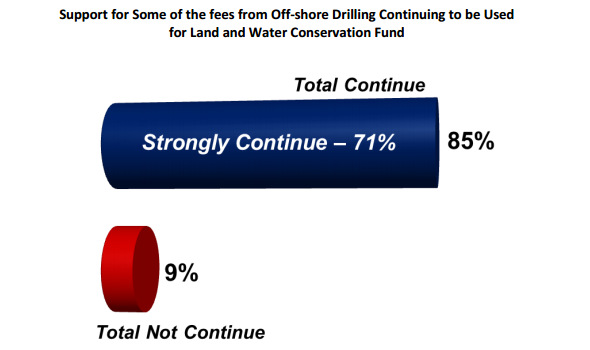 Support for Some of the fees from Off-shore Drilling Continuing to be Used
for Land and Water Conservation Fund
Total Continue
Strongly Continue – 71%
85%
9%
Total Not Continue